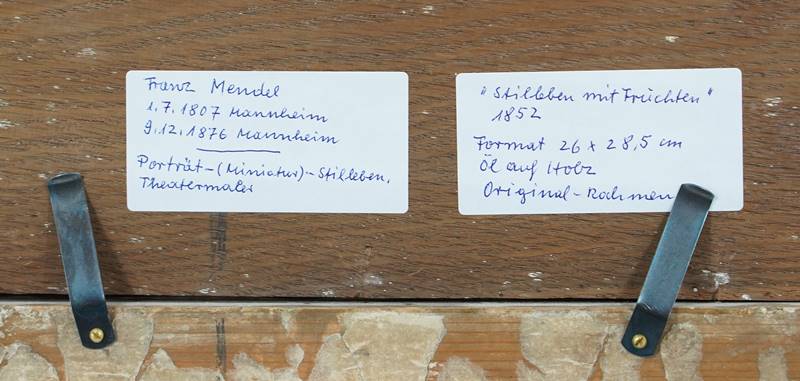 Franz Mendel
1.7.1807 Mannheim
9.12.1876 Mannheim
Porträt-(Miniatur)-Stilleben,
Theatermaler
"Stilleben mit Früchten"
1852
Format 26 x 28,5 cm
Öl auf Holz
Original-Rahmen